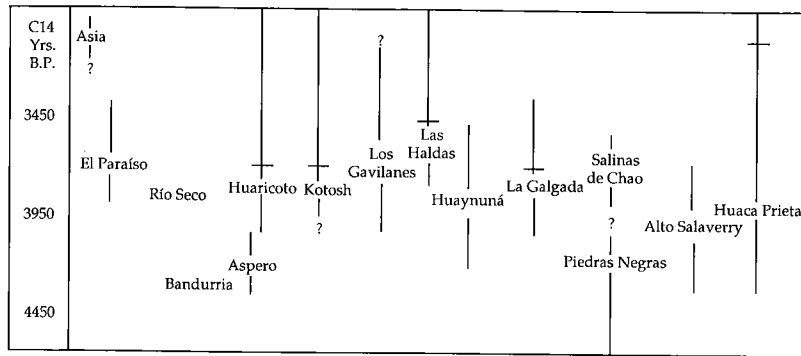 C14
Yrs.
B.P.
3450
3950
4450
Asia
?
El Paraíso
Río Seco
Bandurria
Aspero
Huaricoto
Kotosh
?
?
Los
Gavilanes
Las
Haldas
Huaynuná
La Galgada
Salinas
de Chao
?
Piedras Negras
Alto Salaverry
Huaca Prieta